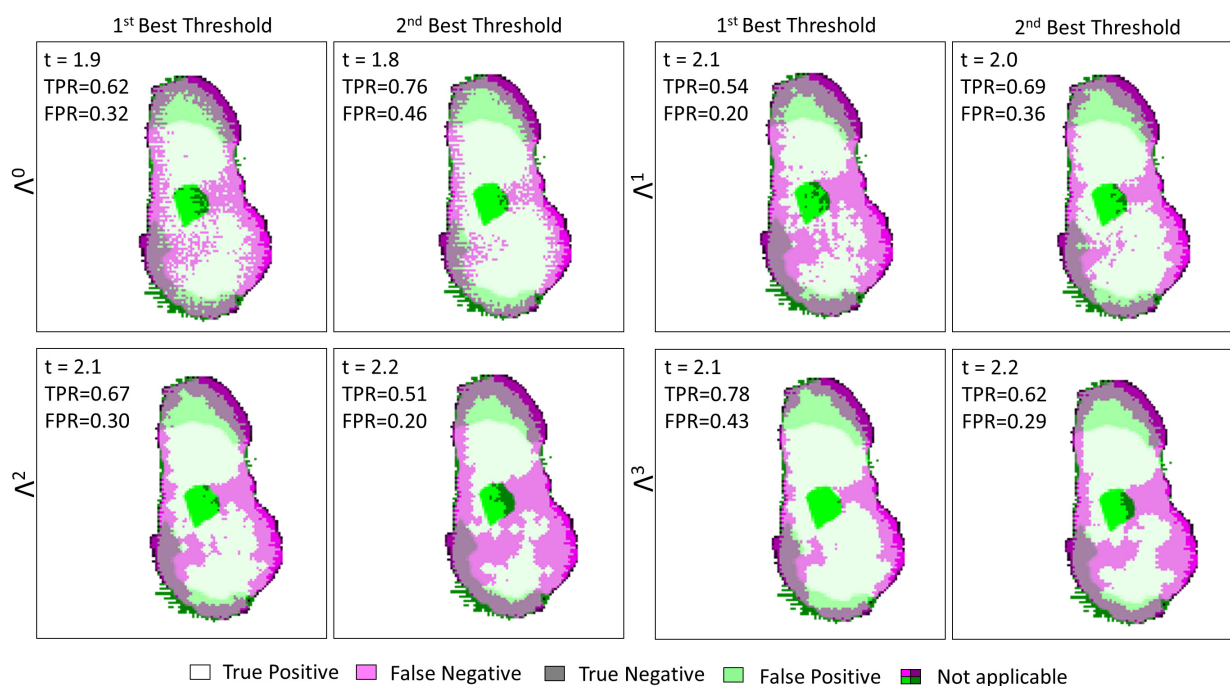 1st Best Threshold
2nd Best Threshold
1st Best Threshold
2nd Best Threshold
Λ0
t = 1.9
TPR=0.62
FPR=0.32
t = 1.8
TPR=0.76
FPR=0.46
Λ1
t = 2.1
TPR=0.54
FPR=0.20
t = 2.0
TPR=0.69
FPR=0.36
Λ2
t = 2.1
TPR=0.67
FPR=0.30
t = 2.2
TPR=0.51
FPR=0.20
Λ3
t = 2.1
TPR=0.78
FPR=0.43
t = 2.2
TPR=0.62
FPR=0.29
True Positive
False Negative
True Negative
False Positive
Not applicable